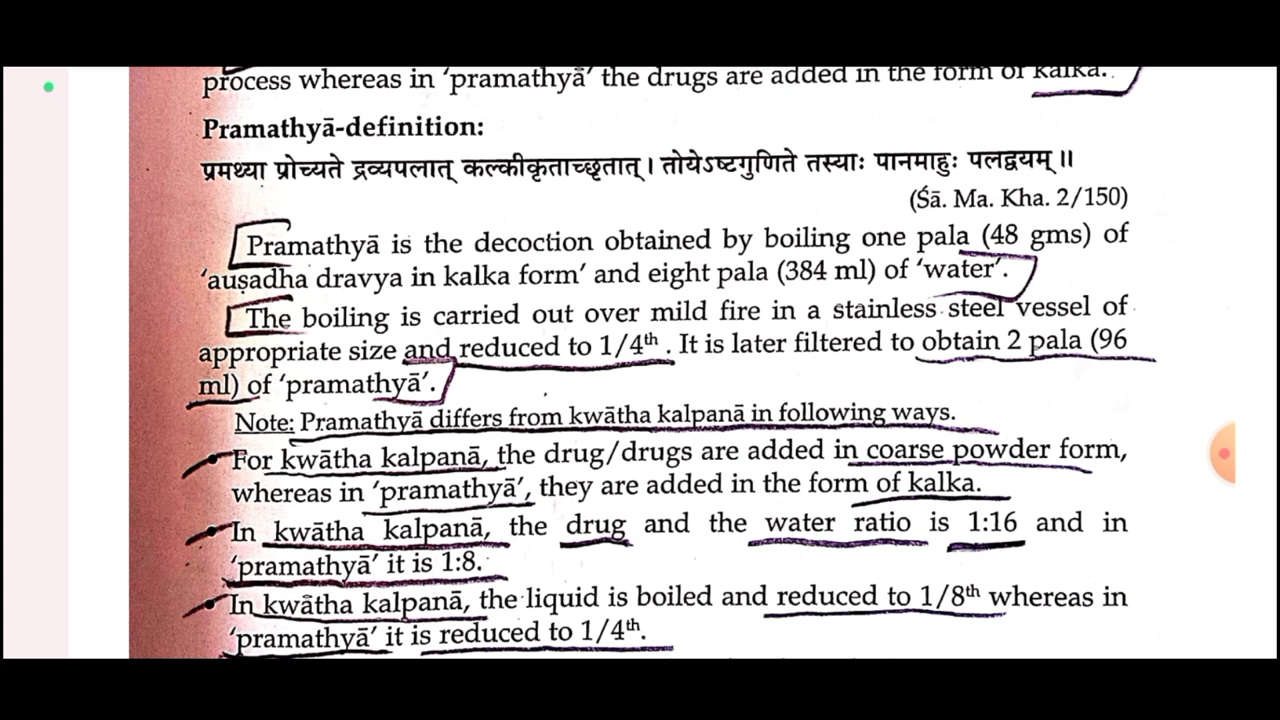 process whereas in 'pramathyā' the drugs are added in the form of kalka.
Pramathyā-definition:
प्रमथ्या प्रोच्यते द्रव्यपलात् कल्कीकृताच्छृतात्। तोयेऽष्टगुणिते तस्याः पानमाहुः पलद्वयम्॥
(Śā. Ma. Kha. 2/150)
Pramathyā is the decoction obtained by boiling one pala (48 gms) of
'auṣadha dravya in kalka form' and eight pala (384 ml) of 'water'.
The boiling is carried out over mild fire in a stainless steel vessel of
appropriate size and reduced to 1/4th. It is later filtered to obtain 2 pala (96
ml) of 'pramathyā'.
Note: Pramathyā differs from kwātha kalpanā in following ways.
• For kwātha kalpanā, the drug/drugs are added in coarse powder form,
whereas in 'pramathyā', they are added in the form of kalka.
• In kwātha kalpanā, the drug and the water ratio is 1:16 and in
'pramathyā' it is 1:8.
• In kwātha kalpanā, the liquid is boiled and reduced to 1/8th whereas in
'pramathyā' it is reduced to 1/4th.